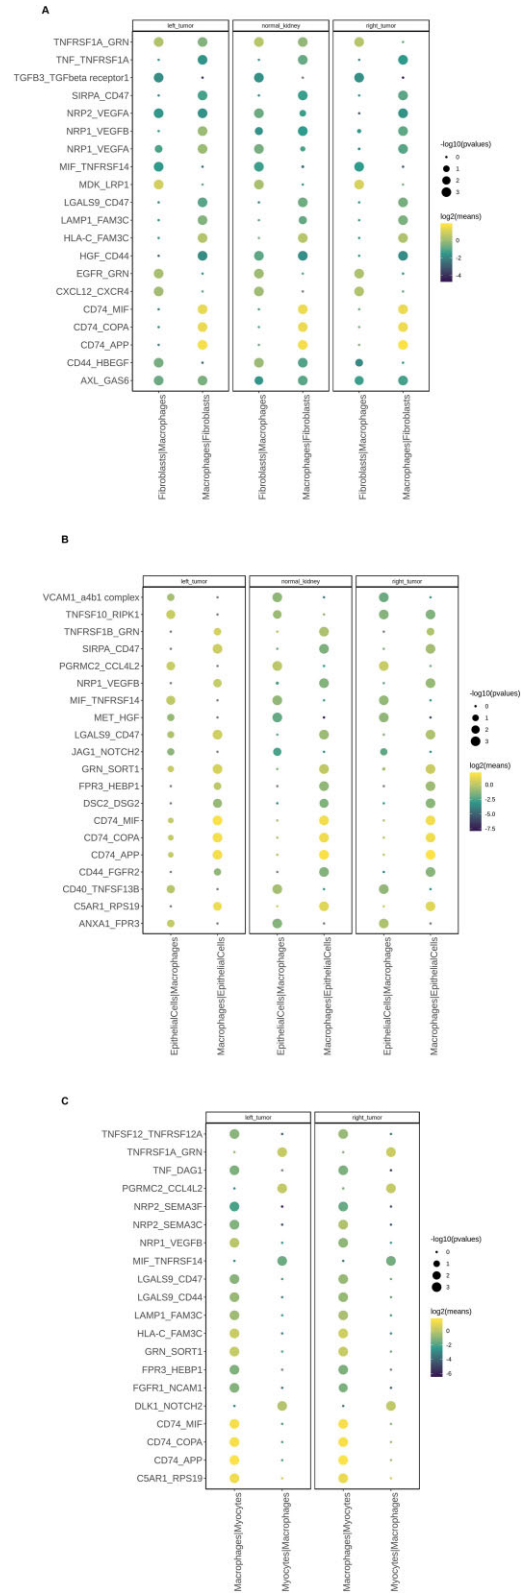 A
left_tumor normal_kidney right_tumor
TNFRSF1A_GRN
TNF_TNFRSF1A
TGFB3_TGFbeta receptor1
SIRPA_CD47
NRP2_VEGFA
NRP1_VEGFB
NRP1_VEGFA
MIF_TNFRSF14
MDK_LRP1
LGALS9_CD47
LAMP1_FAM3C
HLA-C_FAM3C
HGF_CD44
EGFR_GRN
CXCL12_CXCR4
CD74_MIF
CD74_COPA
CD74_APP
CD44_HBEGF
AXL_GAS6
-log10(pvalues)
0
1
2
3
log2(means)
0
-2
-4
Fibroblasts|Macrophages
Macrophages|Fibroblasts
Fibroblasts|Macrophages
Macrophages|Fibroblasts
Fibroblasts|Macrophages
Macrophages|Fibroblasts
B
left_tumor normal_kidney right_tumor
VCAM1_a4b1 complex
TNFSF10_RIPK1
TNFRSF1B_GRN
SIRPA_CD47
PGRMC2_CCL4L2
NRP1_VEGFB
MIF_TNFRSF14
MET_HGF
LGALS9_CD47
JAG1_NOTCH2
GRN_SORT1
FPR3_HEBP1
DSC2_DSG2
CD74_MIF
CD74_COPA
CD74_APP
CD44_FGFR2
CD40_TNFSF13B
C5AR1_RPS19
ANXA1_FPR3
-log10(pvalues)
0
1
2
3
log2(means)
0.0
-2.5
-5.0
-7.5
EpithelialCells|Macrophages
Macrophages|EpithelialCells
EpithelialCells|Macrophages
Macrophages|EpithelialCells
EpithelialCells|Macrophages
Macrophages|EpithelialCells
C
left_tumor right_tumor
TNFSF12_TNFRSF12A
TNFRSF1A_GRN
TNF_DAG1
PGRMC2_CCL4L2
NRP2_SEMA3F
NRP2_SEMA3C
NRP1_VEGFB
MIF_TNFRSF14
LGALS9_CD47
LGALS9_CD44
LAMP1_FAM3C
HLA-C_FAM3C
GRN_SORT1
FPR3_HEBP1
FGFR1_NCAM1
DLK1_NOTCH2
CD74_MIF
CD74_COPA
CD74_APP
C5AR1_RPS19
-log10(pvalues)
0
1
2
3
log2(means)
0
-2
-4
-6
Macrophages|Myocytes
Myocytes|Macrophages
Macrophages|Myocytes
Myocytes|Macrophages